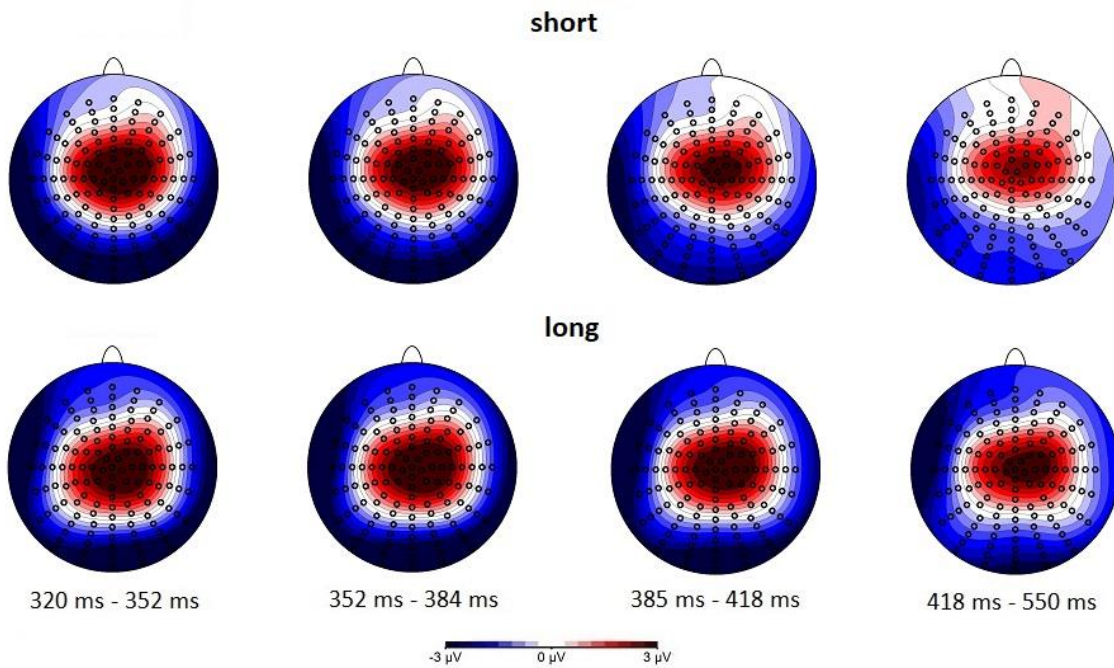 short
long
320 ms - 352 ms
352 ms - 384 ms
385 ms - 418 ms
418 ms - 550 ms
-3 µV
0 µV
3 µV